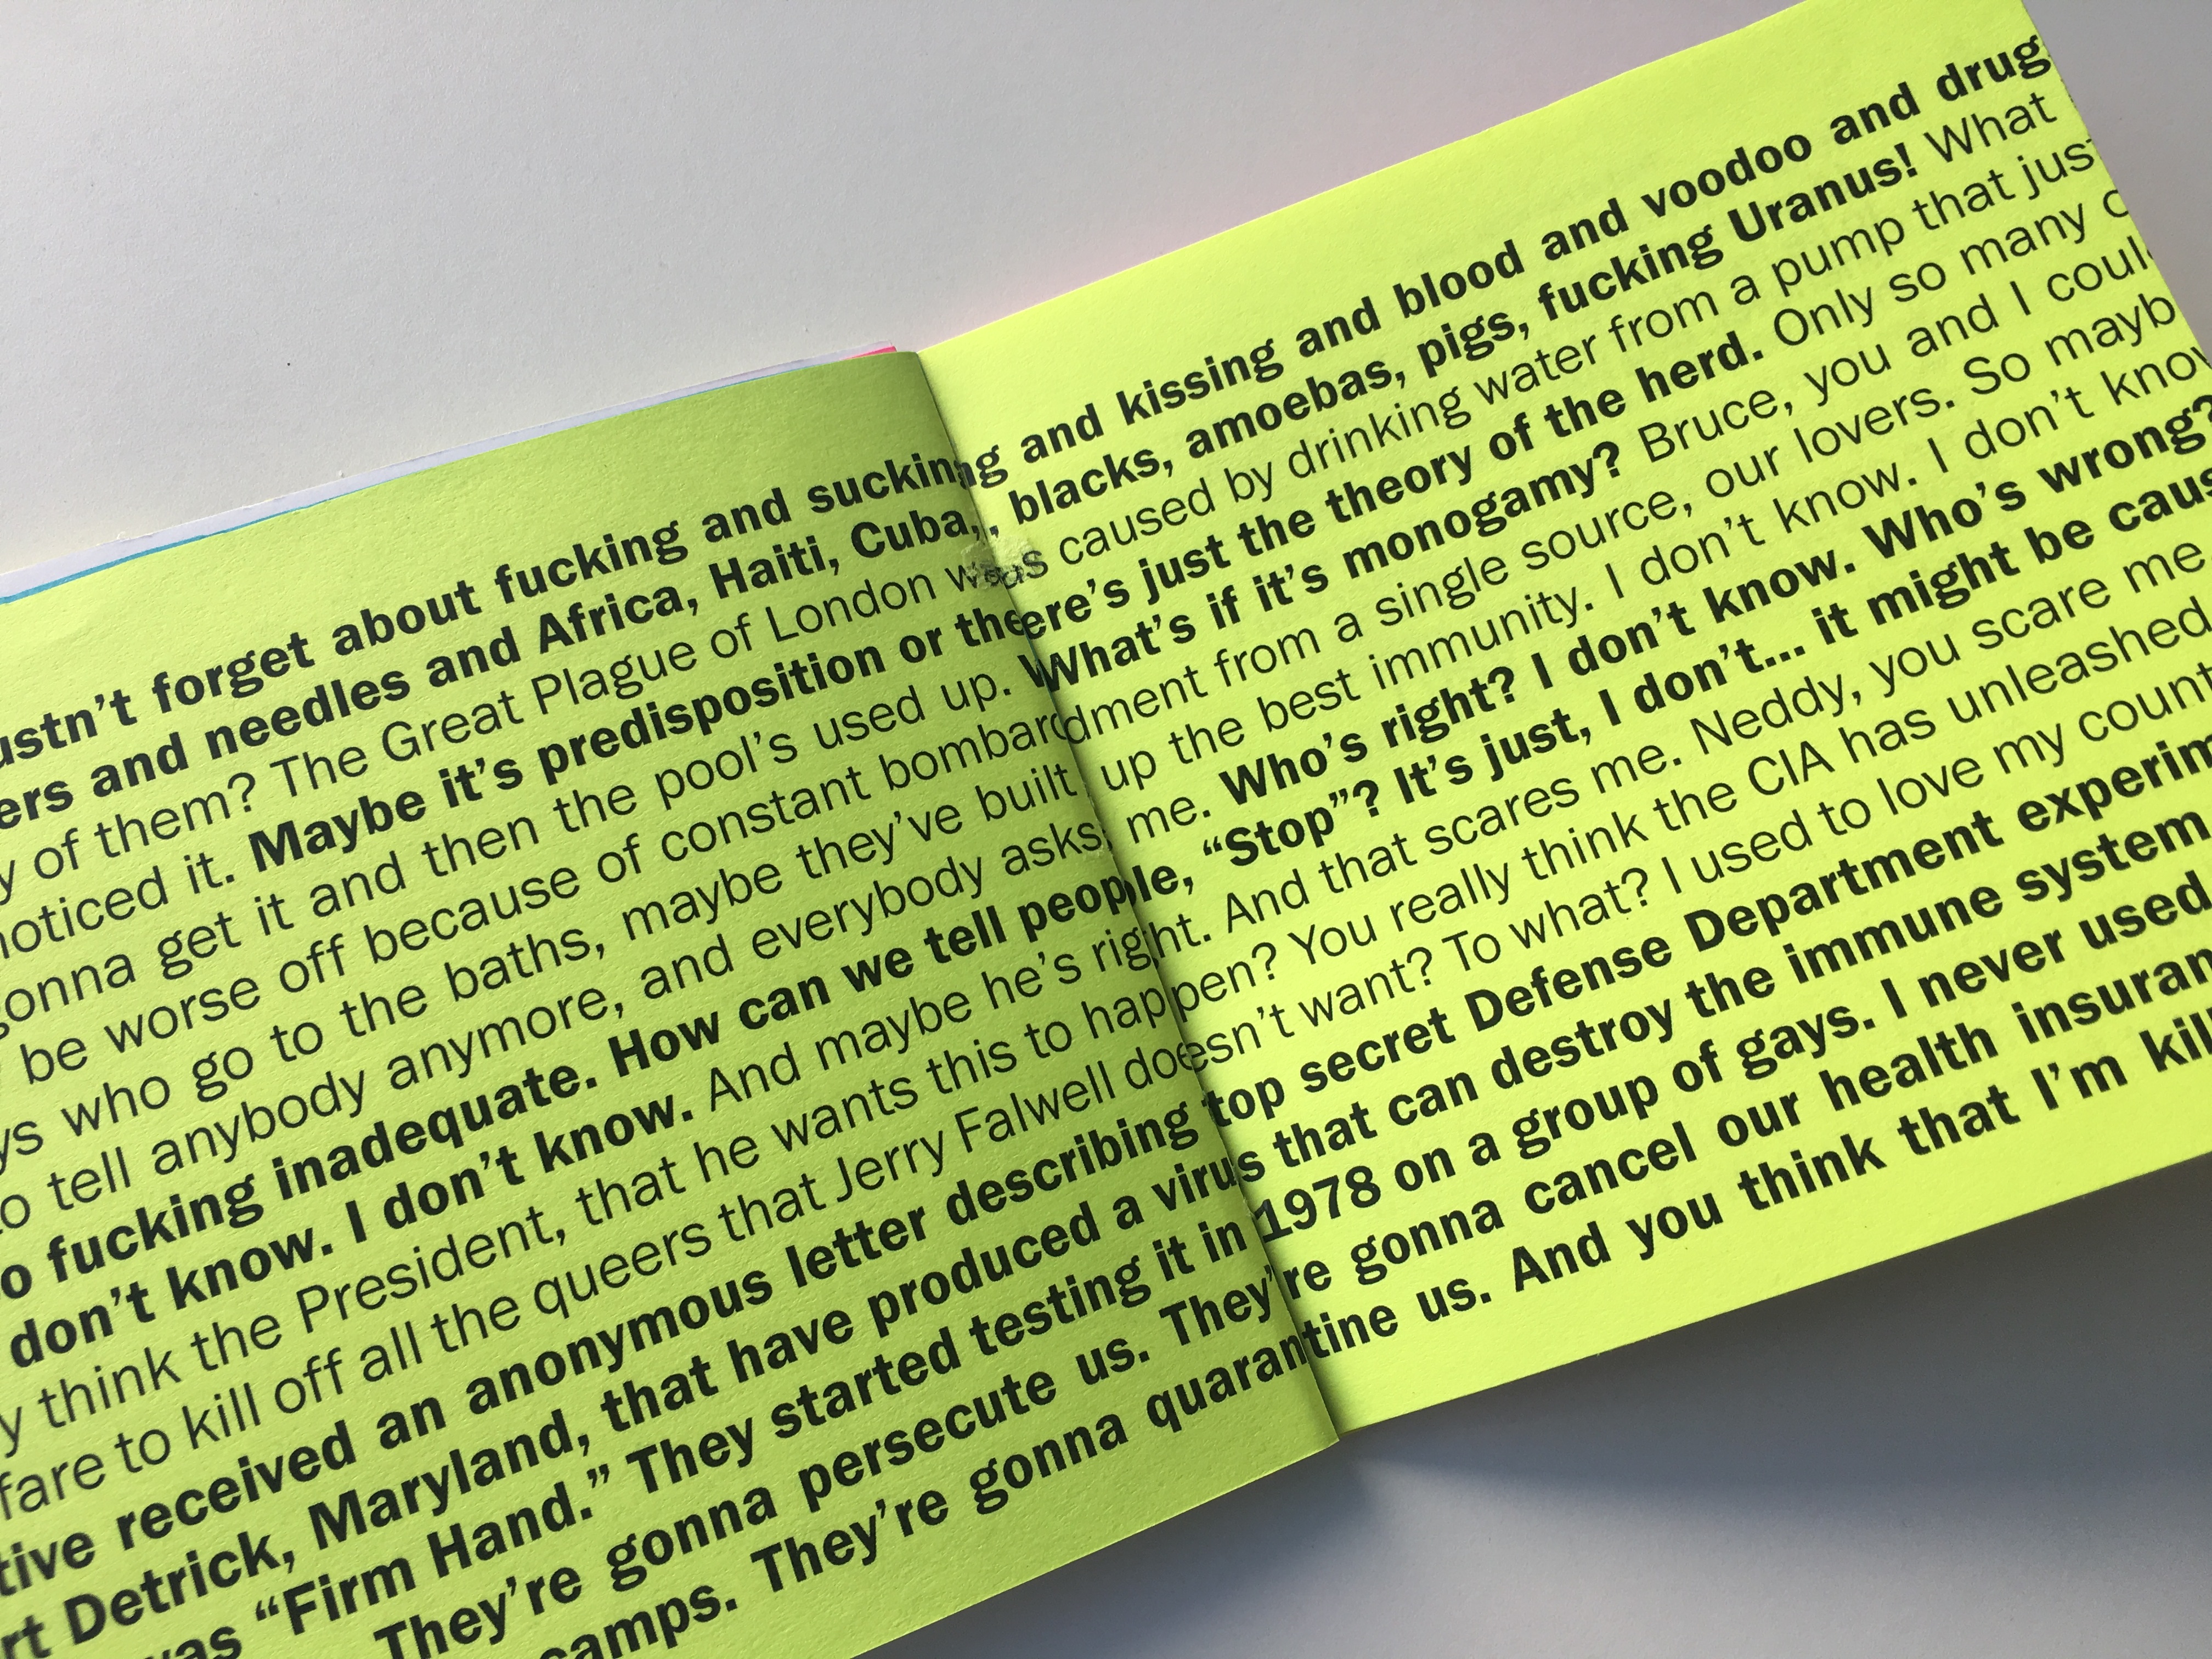 ustn't forget about fucking and sucking and kissing and blood and voodoo and drug
ers and needles and Africa, Haiti, Cuba, blacks, amoebas, pigs, fucking Uranus! What
y of them? The Great Plague of London was caused by drinking water from a pump that jus
noticed it. Maybe it's predisposition or there's just the theory of the herd. Only so many c
gonna get it and then the pool's used up. What's if it's monogamy? Bruce, you and I coul
be worse off because of constant bombardment from a single source, our lovers. So mayb
ys who go to the baths, maybe they've built up the best immunity. I don't know. I don't know
to tell anybody anymore, and everybody asks me. Who's right? I don't know. Who's wrong?
o fucking inadequate. How can we tell people, "Stop"? It's just, I don't... it might be caus
don't know. I don't know. And maybe he's right. And that scares me. Neddy, you scare me.
y think the President, that he wants this to happen? You really think the CIA has unleashed
fare to kill off all the queers that Jerry Falwell doesn't want? To what? I used to love my count
tive received an anonymous letter describing top secret Defense Department experim
rt Detrick, Maryland, that have produced a virus that can destroy the immune system
was "Firm Hand." They started testing it in 1978 on a group of gays. I never used
They're gonna persecute us. They're gonna cancel our health insuran
camps. They're gonna quarantine us. And you think that I'm kill